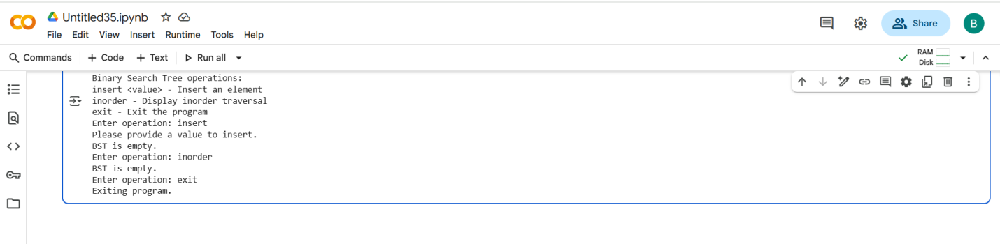 Untitled35.ipynb
File Edit View Insert Runtime Tools Help
Share
B
Commands + Code + Text Run all
RAM
Disk
Binary Search Tree operations:
insert <value> - Insert an element
inorder - Display inorder traversal
exit - Exit the program
Enter operation: insert
Please provide a value to insert.
BST is empty.
Enter operation: inorder
BST is empty.
Enter operation: exit
Exiting program.